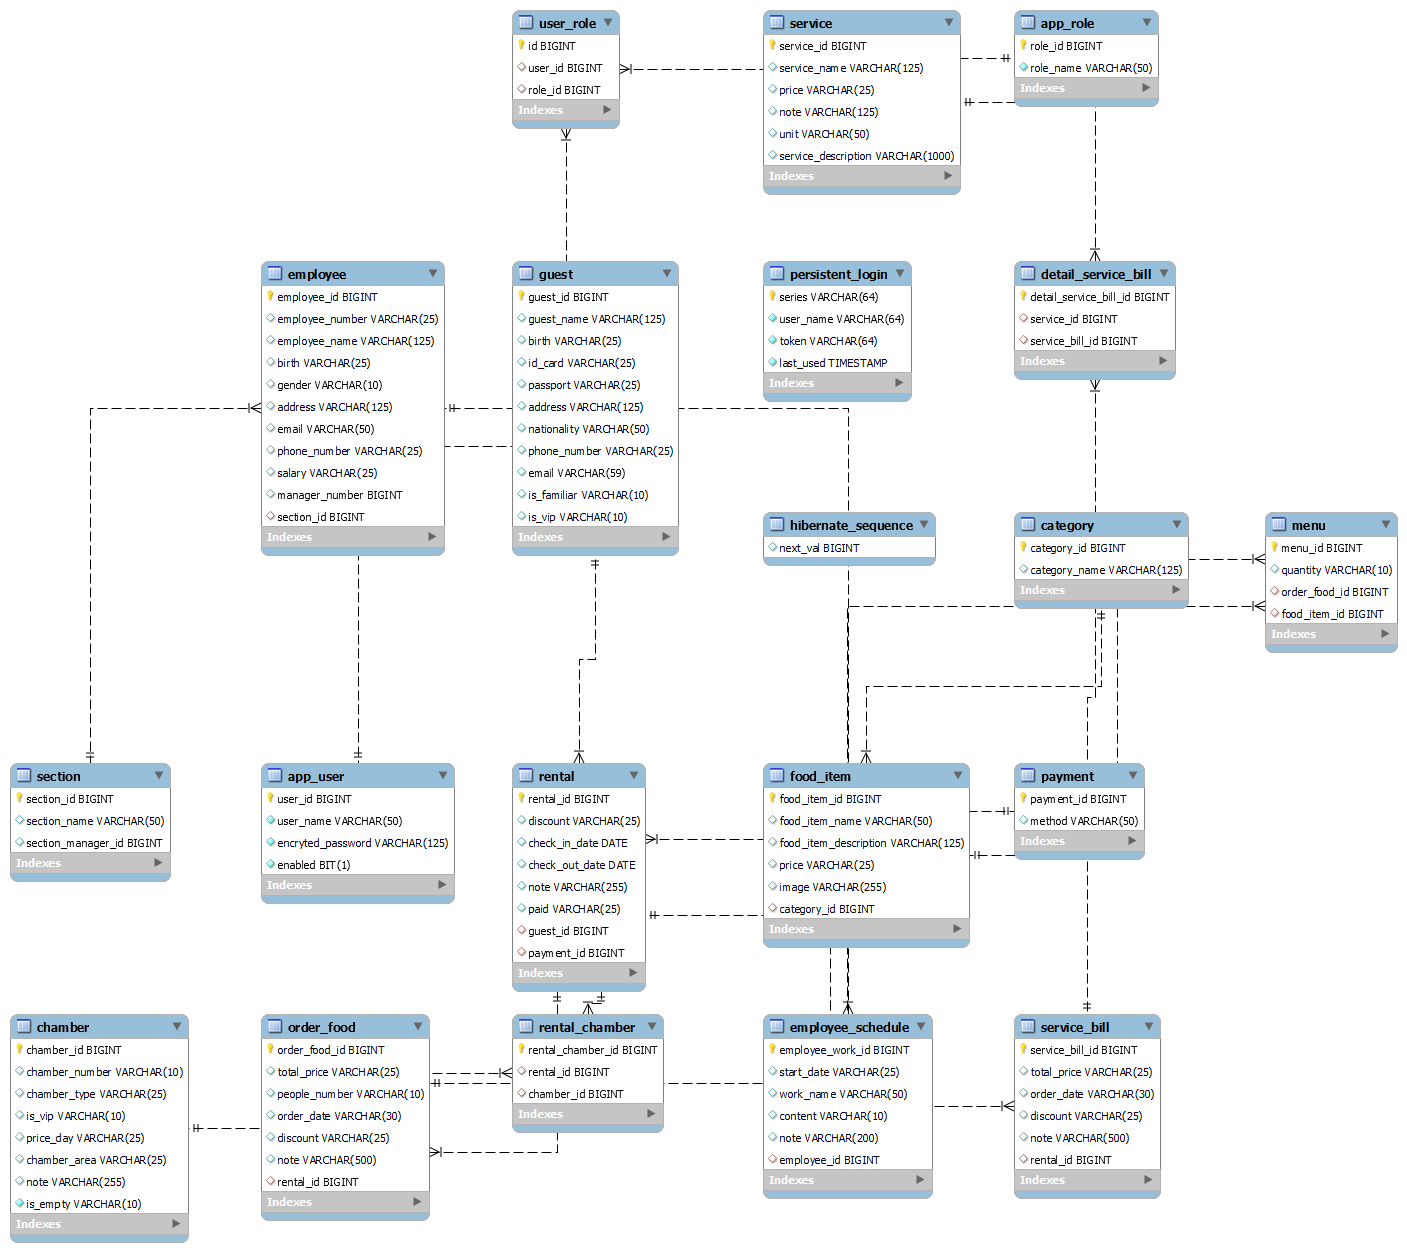 user_role
id BIGINT
user_id BIGINT
role_id BIGINT
Indexes
service
service_id BIGINT
service_name VARCHAR(125)
price VARCHAR(25)
note VARCHAR(125)
unit VARCHAR(50)
service_description VARCHAR(1000)
Indexes
app_role
role_id BIGINT
role_name VARCHAR(50)
Indexes
employee
employee_id BIGINT
employee_number VARCHAR(25)
employee_name VARCHAR(125)
birth VARCHAR(25)
gender VARCHAR(10)
address VARCHAR(125)
email VARCHAR(50)
phone_number VARCHAR(25)
salary VARCHAR(25)
manager_number BIGINT
section_id BIGINT
Indexes
guest
guest_id BIGINT
guest_name VARCHAR(125)
birth VARCHAR(25)
id_card VARCHAR(25)
passport VARCHAR(25)
address VARCHAR(125)
nationality VARCHAR(50)
phone_number VARCHAR(25)
email VARCHAR(59)
is_familiar VARCHAR(10)
is_vip VARCHAR(10)
Indexes
persistent_login
series VARCHAR(64)
user_name VARCHAR(64)
token VARCHAR(64)
last_used TIMESTAMP
Indexes
detail_service_bill
detail_service_bill_id BIGINT
service_id BIGINT
service_bill_id BIGINT
Indexes
hibernate_sequence
next_val BIGINT
category
category_id BIGINT
category_name VARCHAR(125)
Indexes
menu
menu_id BIGINT
quantity VARCHAR(10)
order_food_id BIGINT
food_item_id BIGINT
Indexes
section
section_id BIGINT
section_name VARCHAR(50)
section_manager_id BIGINT
Indexes
app_user
user_id BIGINT
user_name VARCHAR(50)
encryted_password VARCHAR(125)
enabled BIT(1)
Indexes
rental
rental_id BIGINT
discount VARCHAR(25)
check_in_date DATE
check_out_date DATE
note VARCHAR(255)
paid VARCHAR(25)
guest_id BIGINT
payment_id BIGINT
Indexes
food_item
food_item_id BIGINT
food_item_name VARCHAR(50)
food_item_description VARCHAR(125)
price VARCHAR(25)
image VARCHAR(255)
category_id BIGINT
Indexes
payment
payment_id BIGINT
method VARCHAR(50)
Indexes
chamber
chamber_id BIGINT
chamber_number VARCHAR(10)
chamber_type VARCHAR(25)
is_vip VARCHAR(10)
price_day VARCHAR(25)
chamber_area VARCHAR(25)
note VARCHAR(255)
is_empty VARCHAR(10)
Indexes
order_food
order_food_id BIGINT
total_price VARCHAR(25)
people_number VARCHAR(10)
order_date VARCHAR(30)
discount VARCHAR(25)
note VARCHAR(500)
rental_id BIGINT
Indexes
rental_chamber
rental_chamber_id BIGINT
rental_id BIGINT
chamber_id BIGINT
Indexes
employee_schedule
employee_work_id BIGINT
start_date VARCHAR(25)
work_name VARCHAR(50)
content VARCHAR(10)
note VARCHAR(200)
employee_id BIGINT
Indexes
service_bill
service_bill_id BIGINT
total_price VARCHAR(25)
order_date VARCHAR(30)
discount VARCHAR(25)
note VARCHAR(500)
rental_id BIGINT
Indexes